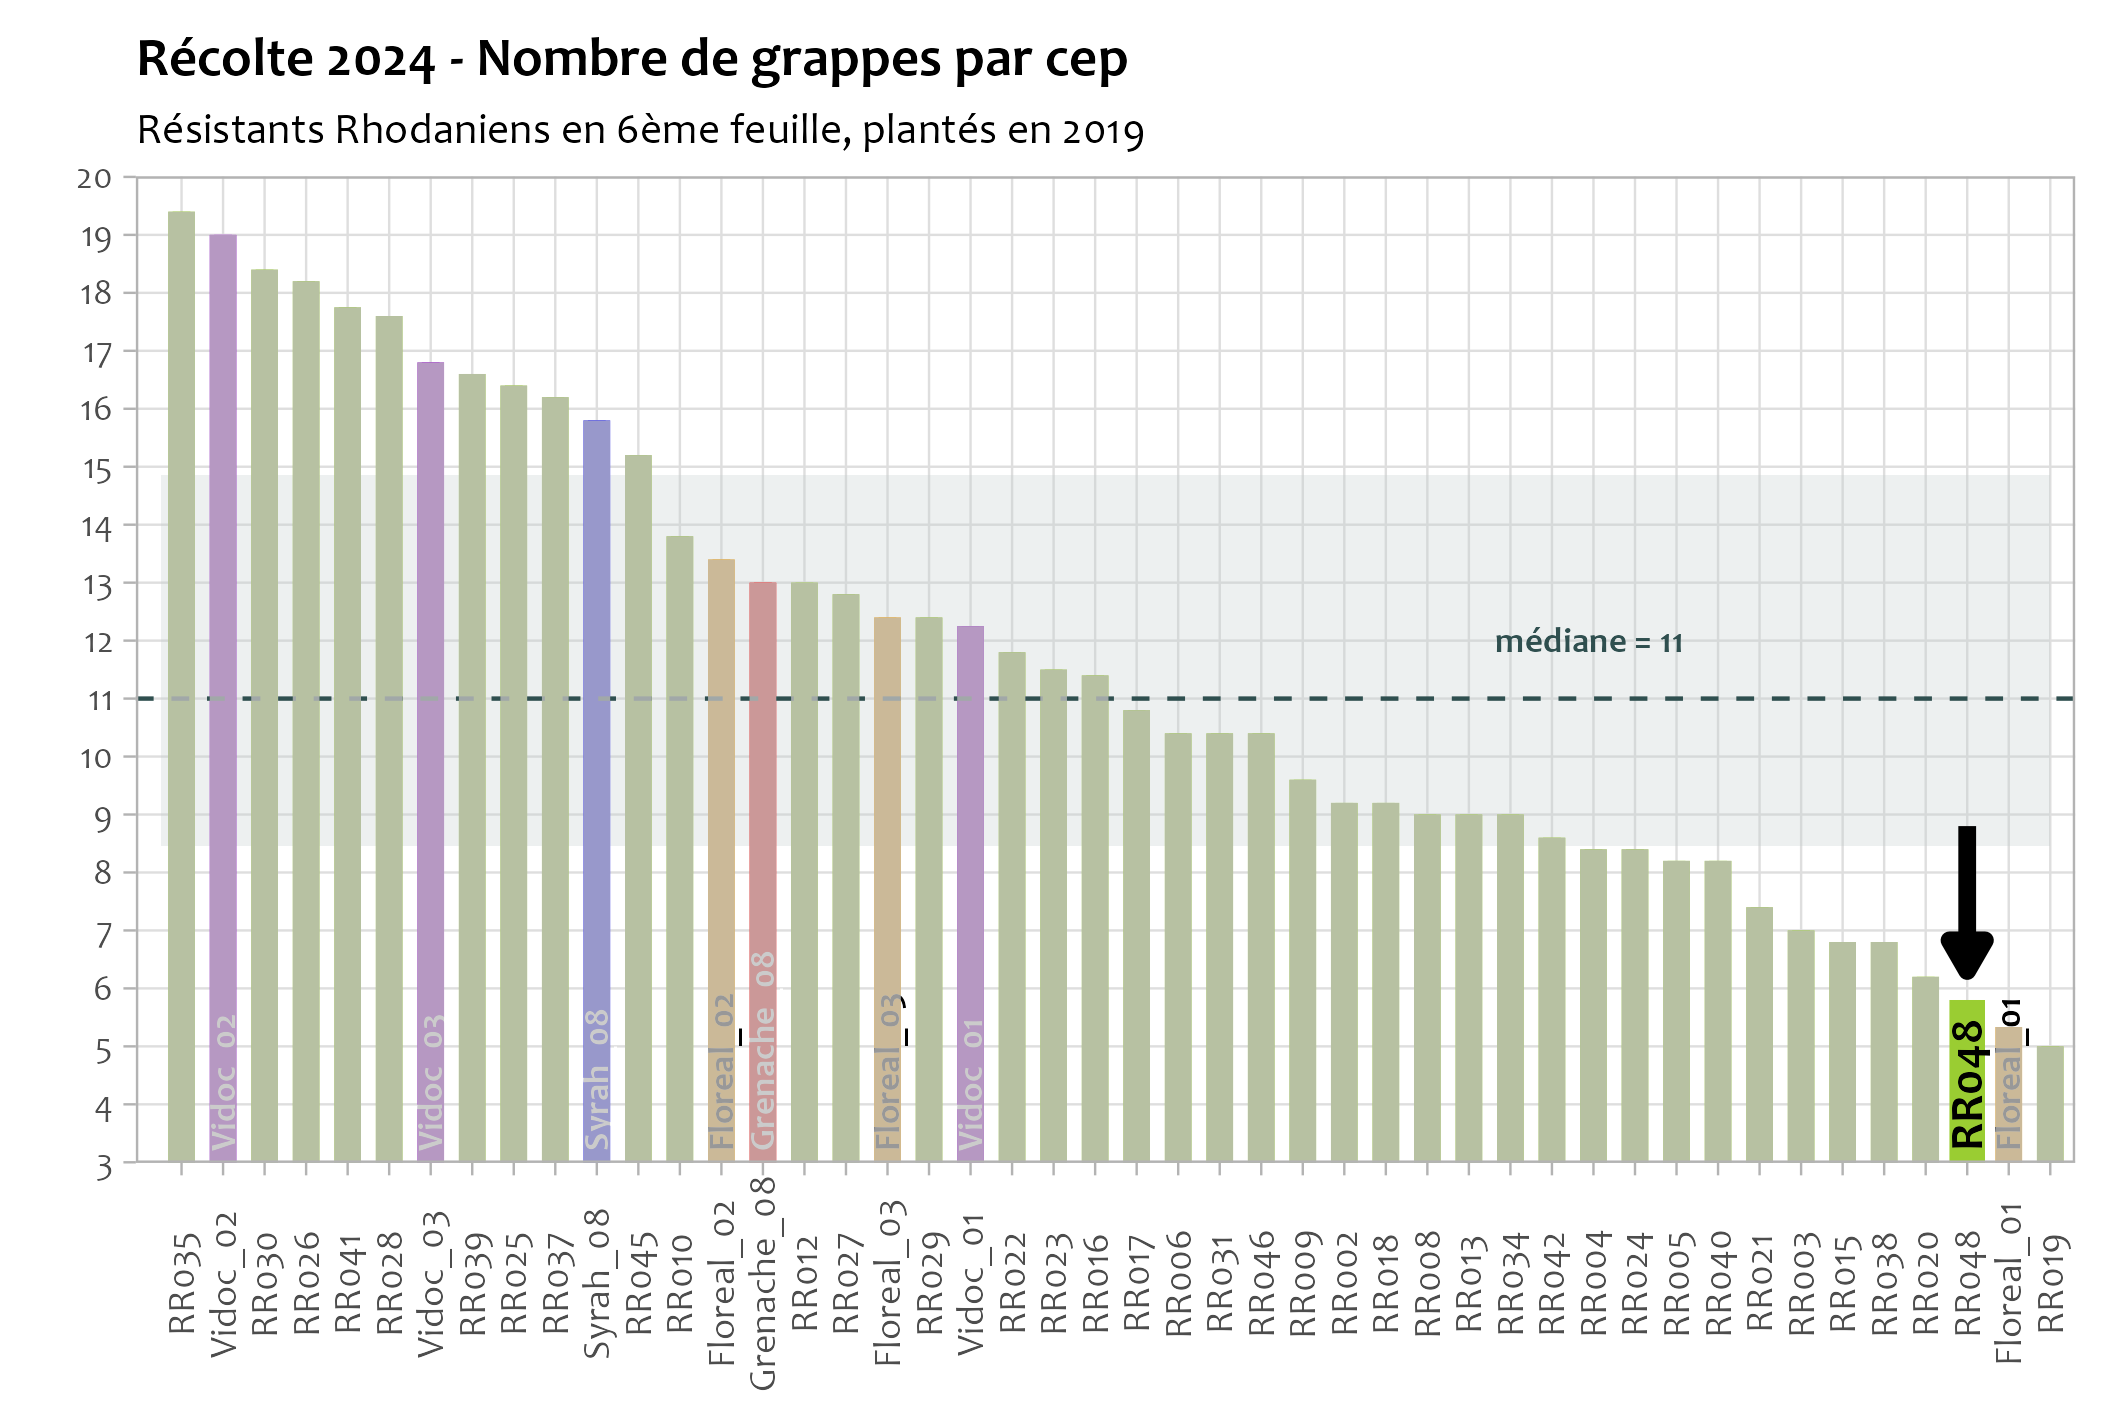 Récolte 2024 - Nombre de grappes par cep
Résistants Rhodaniens en 6ème feuille, plantés en 2019
20
19
18
17
16
15
14
13
12
11
10
9
8
7
6
5
4
3
médiane = 11
Vidoc_02
Vidoc_03
Syrah_08
Floreal_02
Grenache_08
Floreal_03
Vidoc_01
RR048
Floreal_01
RR035
Vidoc_02
RR030
RR026
RR041
RR028
Vidoc_03
RR039
RR025
RR037
Syrah_08
RR045
RR010
Floreal_02
Grenache_08
RR012
RR027
Floreal_03
RR029
Vidoc_01
RR022
RR023
RR016
RR017
RR006
RR031
RR046
RR009
RR002
RR018
RR008
RR013
RR034
RR042
RR004
RR024
RR005
RR040
RR021
RR003
RR015
RR038
RR020
RR048
Floreal_01
RR019